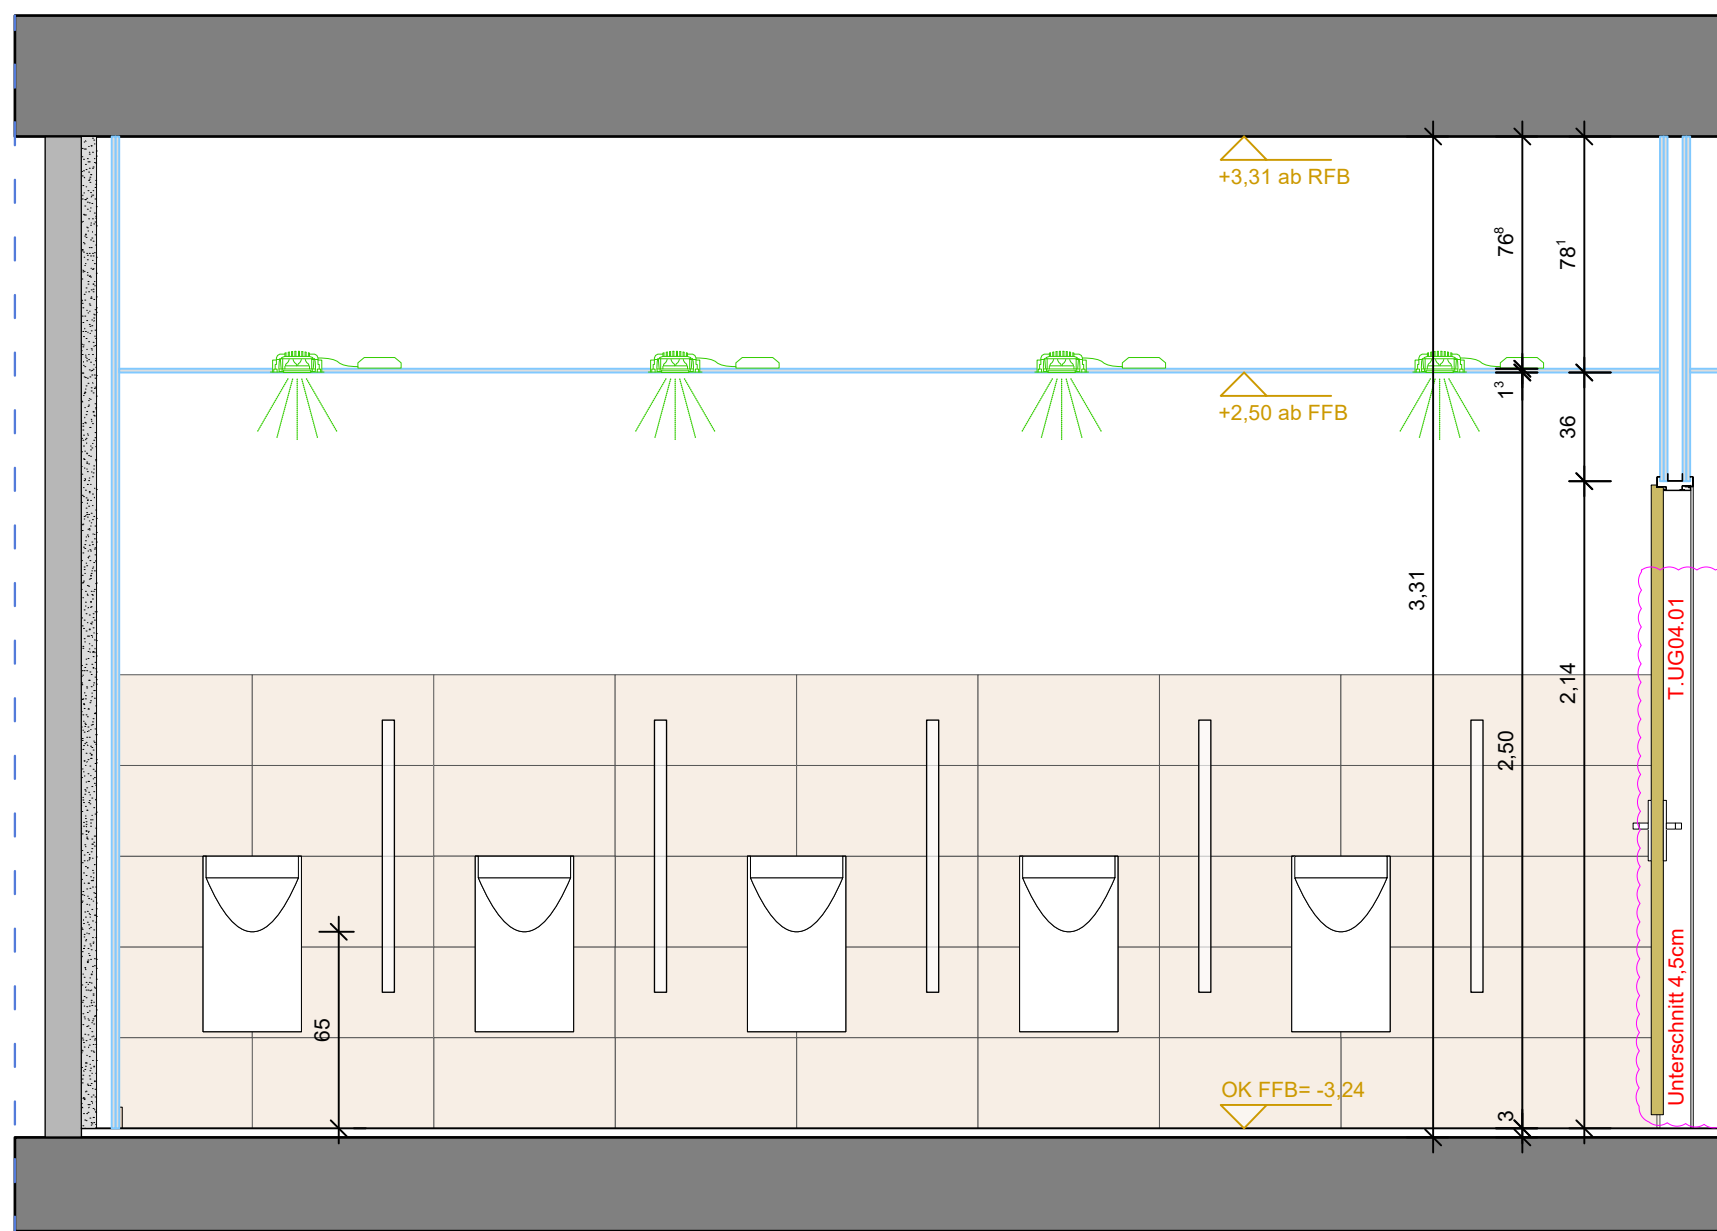 +3,31 ab RFB
76⁸
78¹
1³
+2,50 ab FFB
36
3,31
T.UG04.01
2,14
2,50
Unterschnitt 4,5cm
65
OK FFB= -3,24
3